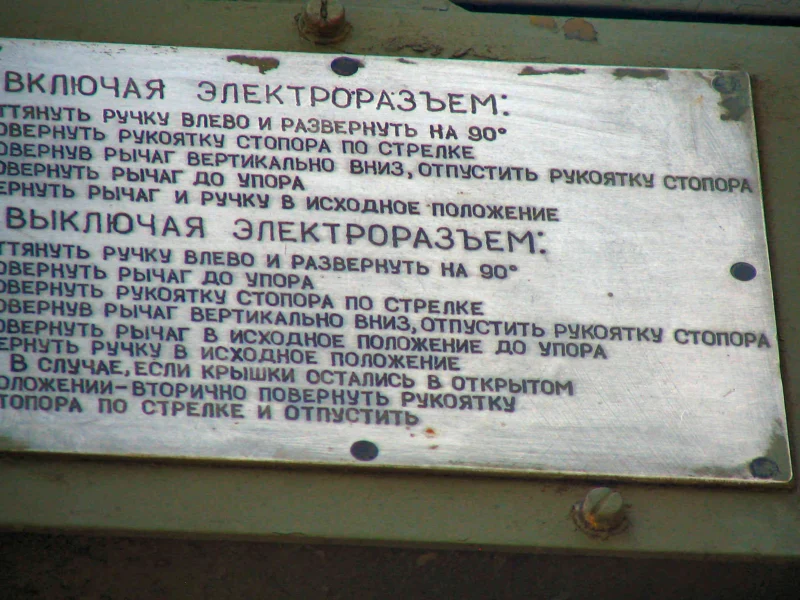 ВКЛЮЧАЯ ЭЛЕКТРОРАЗЪЕМ:
ТТЯНУТЬ РУЧКУ ВЛЕВО И РАЗВЕРНУТЬ НА 90°
ОВЕРНУТЬ РУКОЯТКУ СТОПОРА ПО СТРЕЛКЕ
ОВЕРНУВ РЫЧАГ ВЕРТИКАЛЬНО ВНИЗ, ОТПУСТИТЬ РУКОЯТКУ СТОПОРА
ОВЕРНУТЬ РЫЧАГ ДО УПОРА
ЕРНУТЬ РЫЧАГ И РУЧКУ В ИСХОДНОЕ ПОЛОЖЕНИЕ
ВЫКЛЮЧАЯ ЭЛЕКТРОРАЗЪЕМ:
ТТЯНУТЬ РУЧКУ ВЛЕВО И РАЗВЕРНУТЬ НА 90°
ОВЕРНУТЬ РЫЧАГ ДО УПОРА
ОВЕРНУТЬ РУКОЯТКУ СТОПОРА ПО СТРЕЛКЕ
ОВЕРНУВ РЫЧАГ ВЕРТИКАЛЬНО ВНИЗ, ОТПУСТИТЬ РУКОЯТКУ СТОПОРА
ОВЕРНУТЬ РЫЧАГ В ИСХОДНОЕ ПОЛОЖЕНИЕ ДО УПОРА
ЕРНУТЬ РУЧКУ В ИСХОДНОЕ ПОЛОЖЕНИЕ
В СЛУЧАЕ, ЕСЛИ КРЫШКИ ОСТАЛИСЬ В ОТКРЫТОМ
ОЛОЖЕНИИ-ВТОРИЧНО ПОВЕРНУТЬ РУКОЯТКУ
ТОПОРА ПО СТРЕЛКЕ И ОТПУСТИТЬ